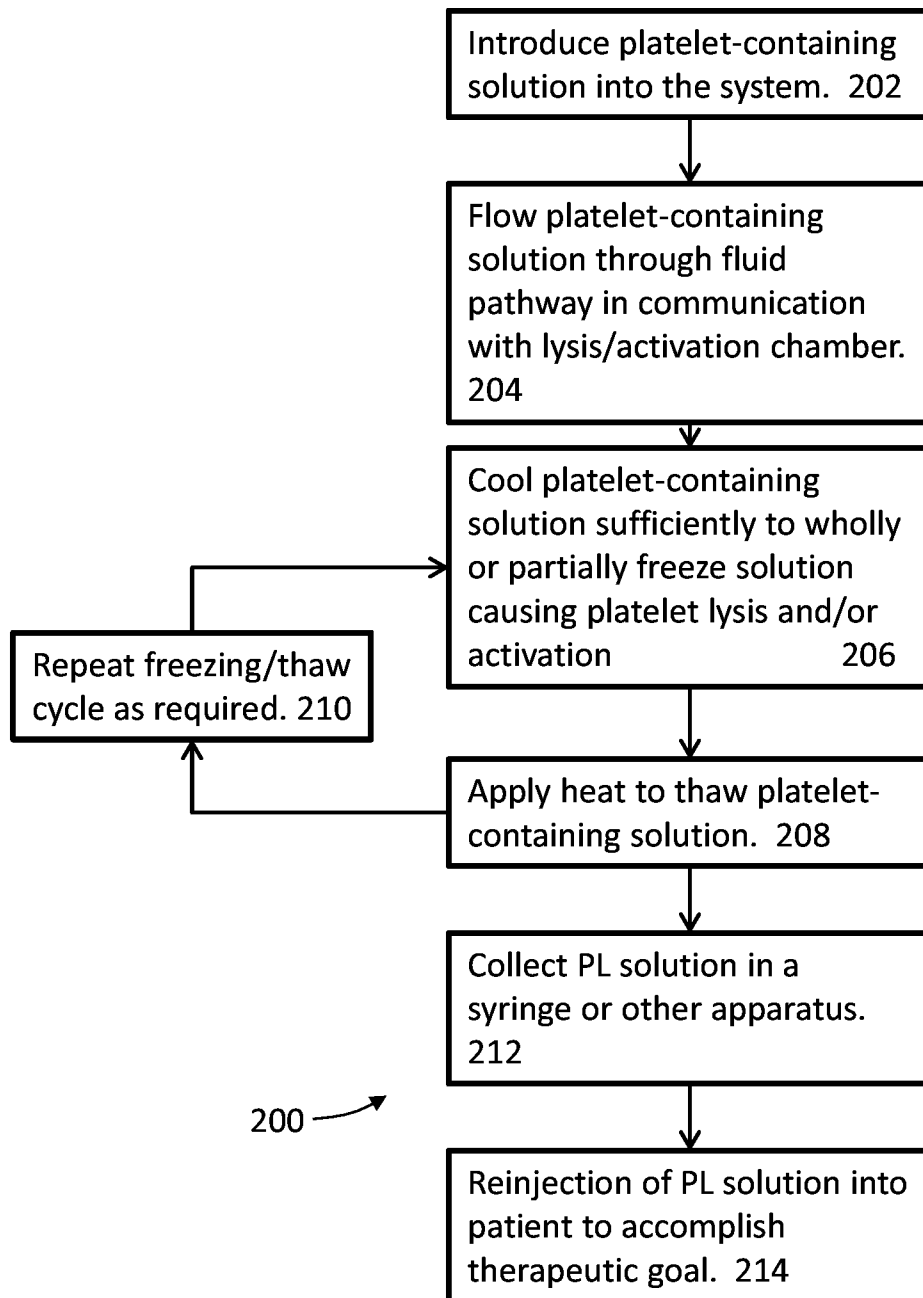 Introduce platelet-containing
solution into the system. 202
Flow platelet-containing
solution through fluid
pathway in communication
with lysis/activation chamber.
204
Cool platelet-containing
solution sufficiently to wholly
or partially freeze solution
causing platelet lysis and/or
activation 206
Repeat freezing/thaw
cycle as required. 210
Apply heat to thaw platelet-
containing solution. 208
Collect PL solution in a
syringe or other apparatus.
212
200
Reinjection of PL solution into
patient to accomplish
therapeutic goal. 214